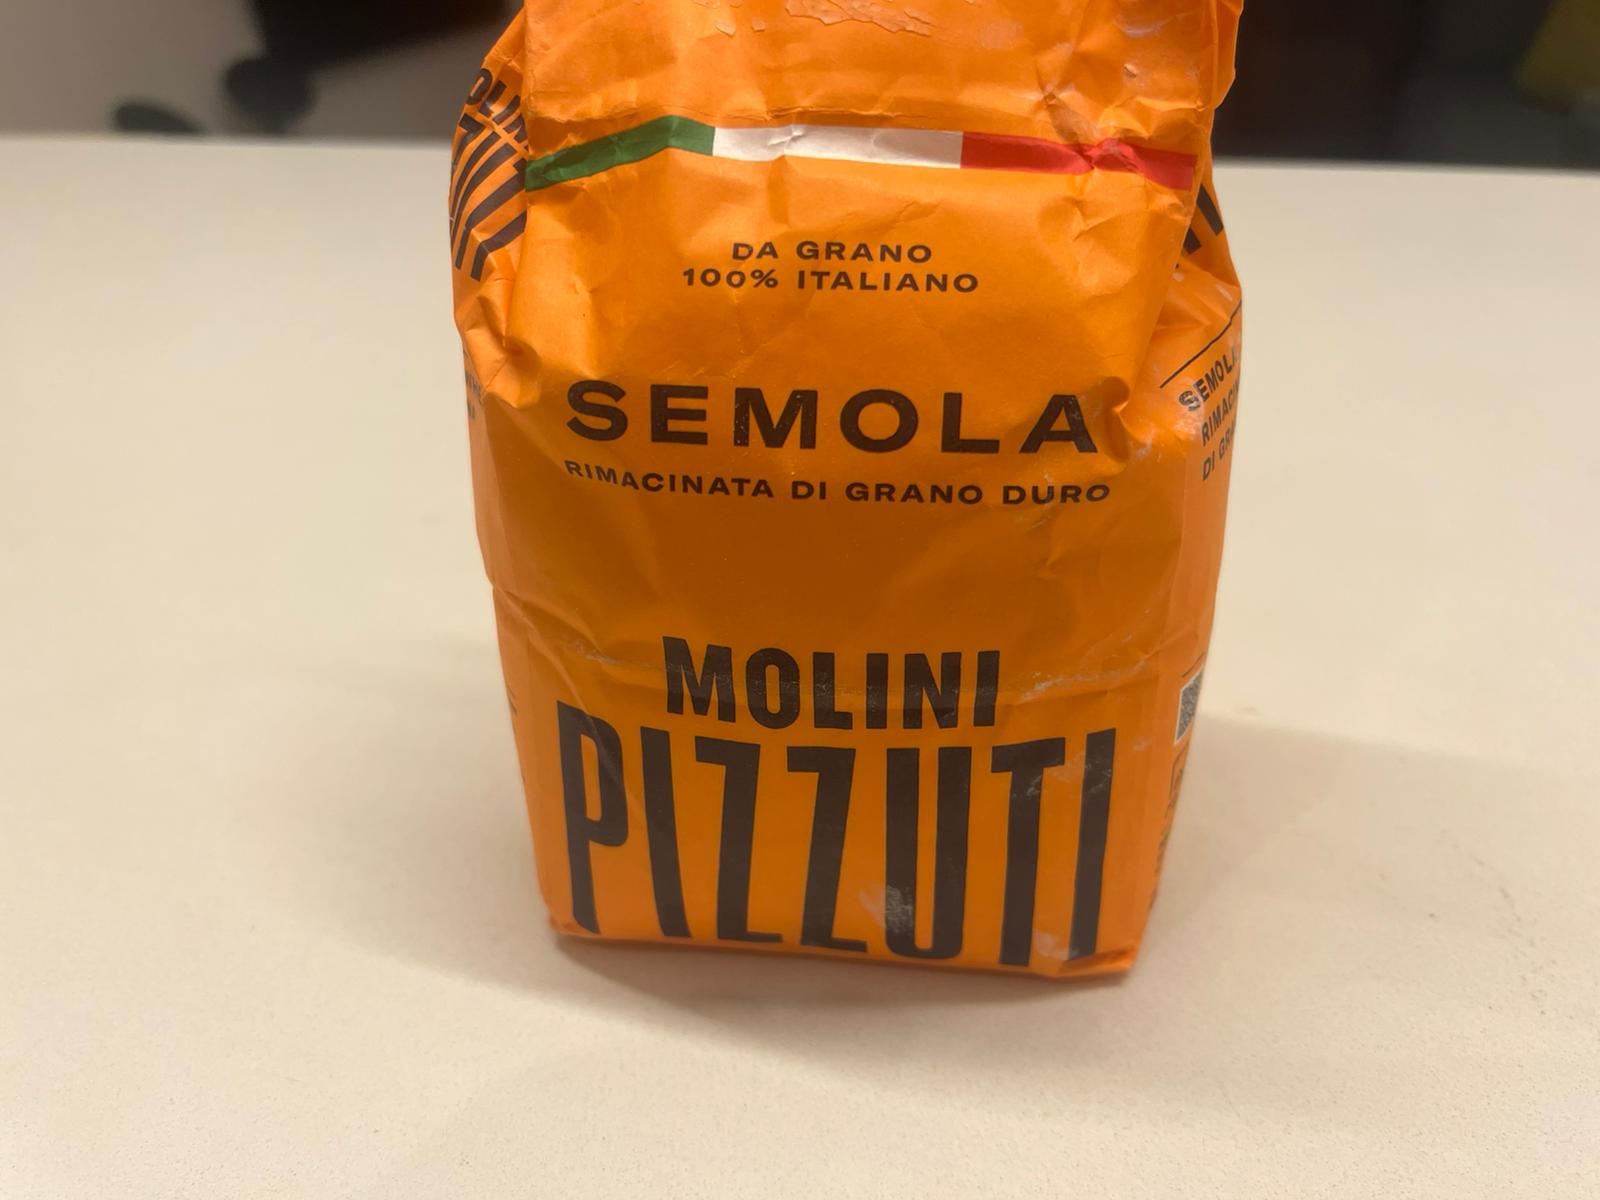 DA GRANO
100% ITALIANO
SEMOLA
RIMACINATA DI GRANO DURO
MOLINI
PIZZUTI